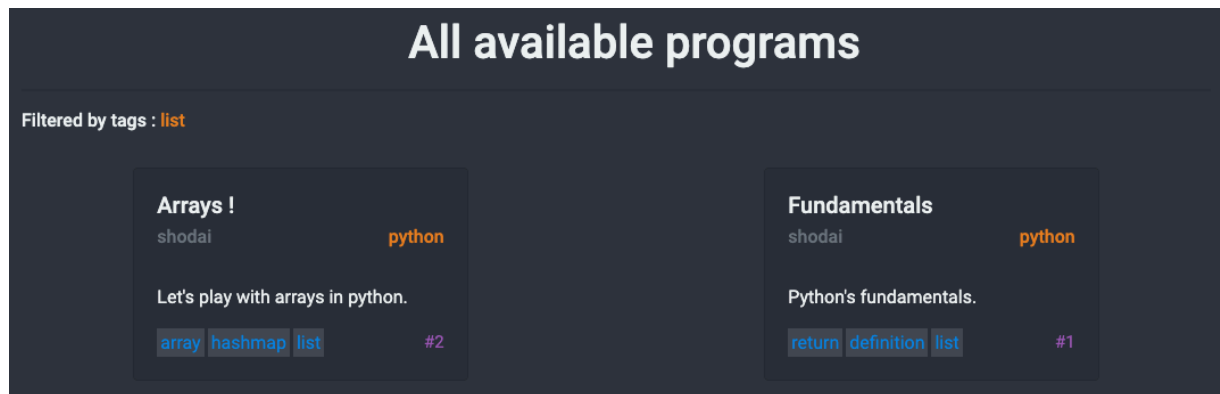 All available programs
Filtered by tags : list
Arrays !
shodai python
Let's play with arrays in python.
array hashmap list #2
Fundamentals
shodai python
Python's fundamentals.
return definition list #1